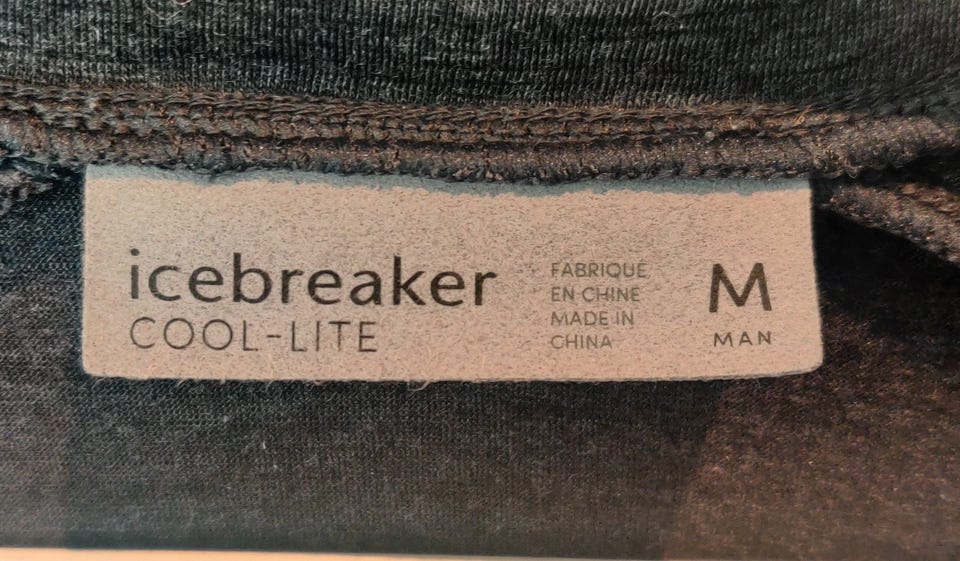 icebreaker
COOL-LITE
FABRIQUÉ
EN CHINE
MADE IN
CHINA
M
MAN